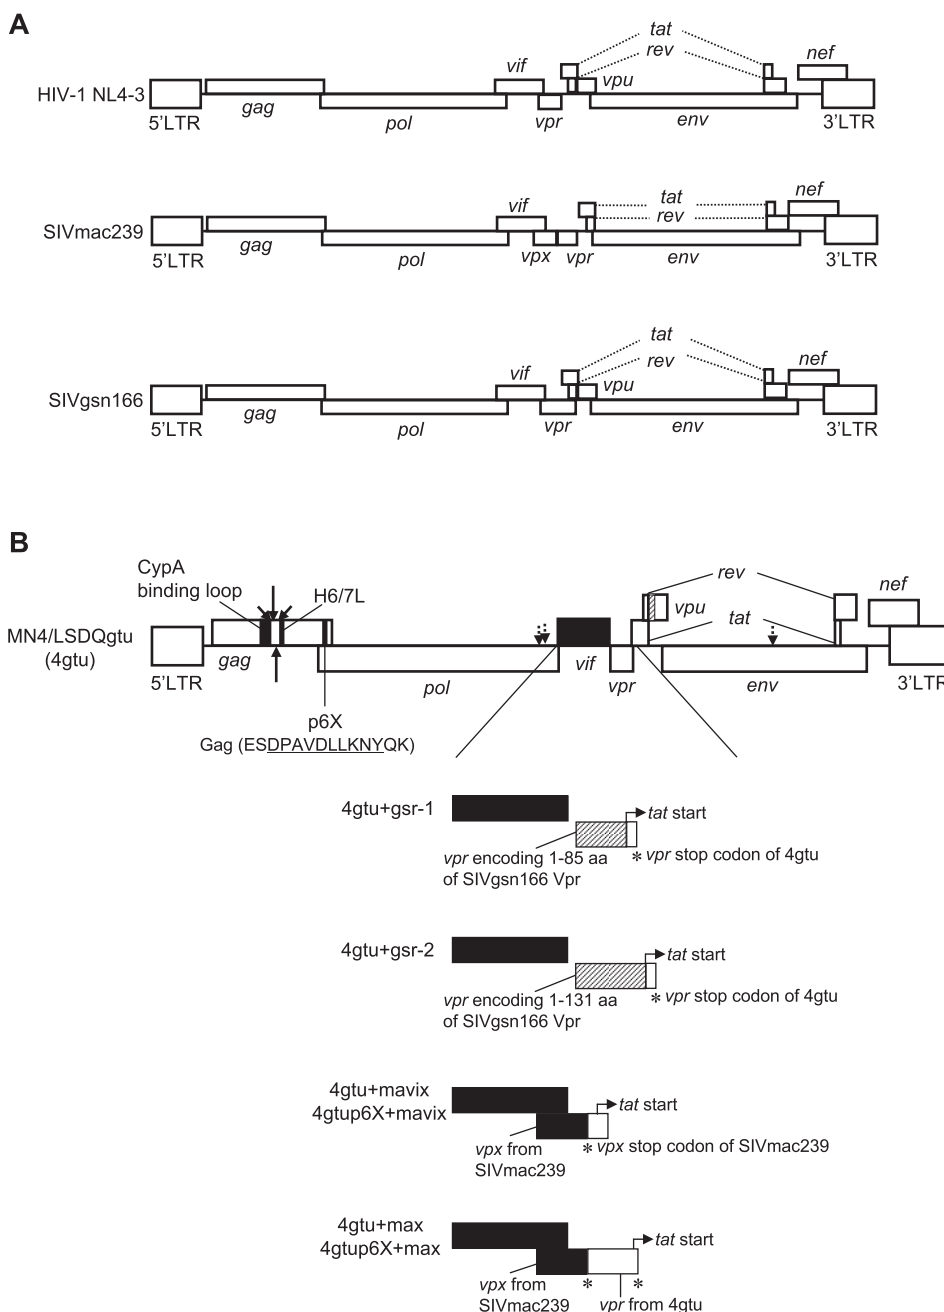 A
HIV-1 NL4-3
5'LTR
gag
pol
vif
vpr
tat
rev
vpu
env
nef
3'LTR
SIVmac239
5'LTR
gag
pol
vif
vpx
vpr
tat
rev
env
nef
3'LTR
SIVgsn166
5'LTR
gag
pol
vif
vpr
tat
rev
vpu
env
nef
3'LTR
B
MN4/LSDQgtu
(4gtu)
CypA
binding loop
H6/7L
5'LTR
gag
pol
vif
vpr
rev
vpu
tat
env
nef
3'LTR
p6X
Gag (ESDPAVDLLKNYQK)
4gtu+gsr-1
tat start
vpr encoding 1-85 aa
of SIVgsn166 Vpr
* vpr stop codon of 4gtu
4gtu+gsr-2
tat start
vpr encoding 1-131 aa
of SIVgsn166 Vpr
* vpr stop codon of 4gtu
4gtu+mavix
4gtup6X+mavix
tat start
vpx from
SIVmac239
* vpx stop codon of SIVmac239
4gtu+max
4gtup6X+max
tat start
vpx from
SIVmac239
* *
vpr from 4gtu